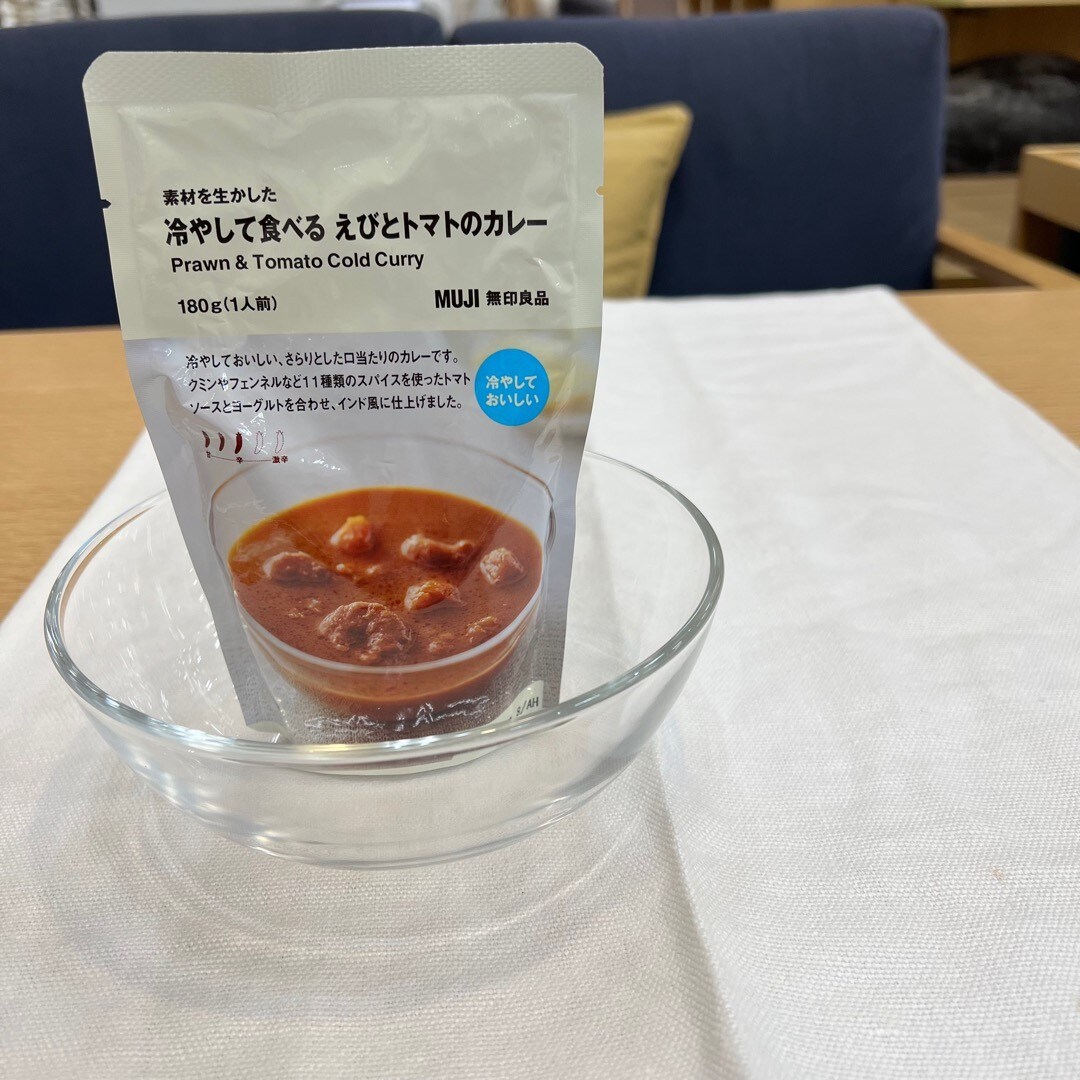 素材を生かした
冷やして食べる えびとトマトのカレー
Prawn & Tomato Cold Curry
180g(1人前)
MUJI 無印良品
冷やしておいしい、さらりとした口当たりのカレーです。
クミンやフェンネルなど11種類のスパイスを使ったトマト
ソースとヨーグルトを合わせ、インド風に仕上げました。
冷やして
おいしい
辛 激辛
/AH